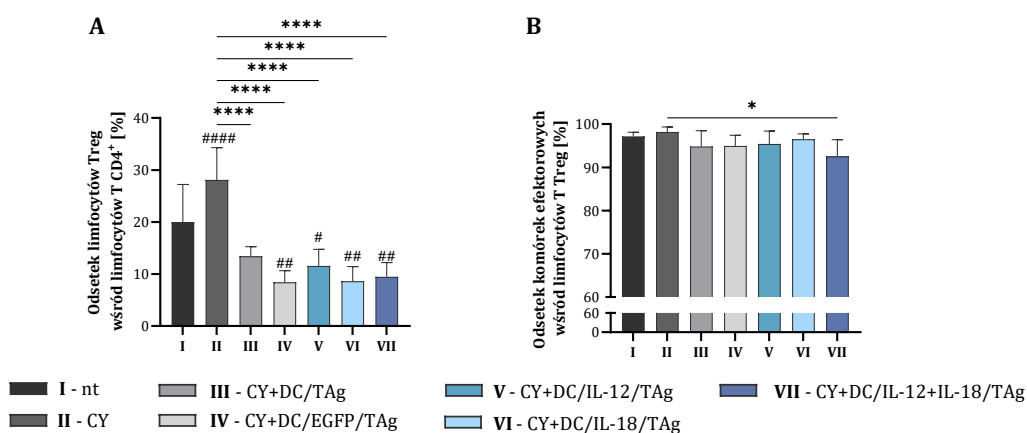 A
B
****
****
****
****
****
*
Odsetek limfocytów Treg
wśród limfocytów T CD4⁺ [%]
40
30
20
10
0
####
##
#
##
##
I II III IV V VI VII
Odsetek komórek efektorowych
wśród limfocytów T Treg [%]
100
90
80
70
60
60
0
I II III IV V VI VII
I - nt
III - CY+DC/TAg
V - CY+DC/IL-12/TAg
VII - CY+DC/IL-12+IL-18/TAg
II - CY
IV - CY+DC/EGFP/TAg
VI - CY+DC/IL-18/TAg